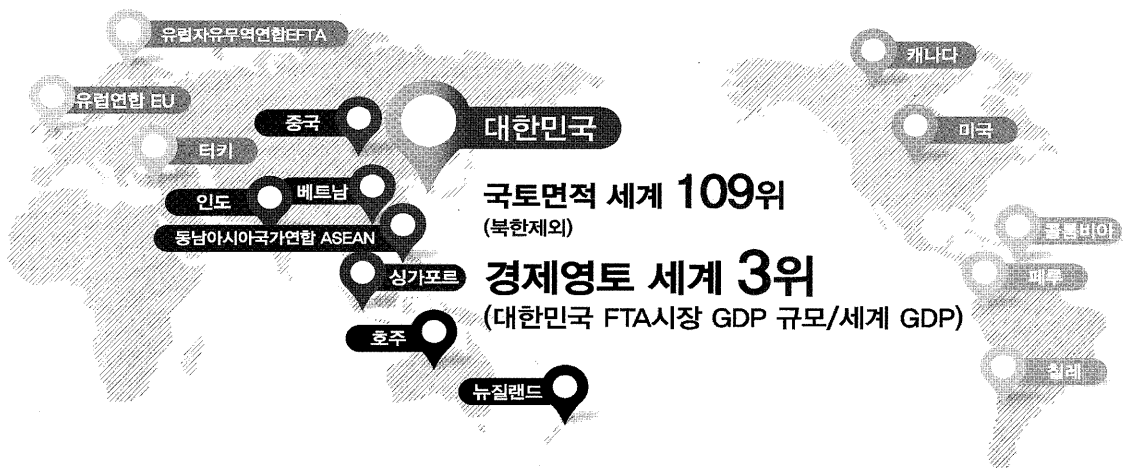 유럽자유무역연합EFTA
캐나다
유럽연합 EU
중국
대한민국
미국
터키
인도
베트남
국토면적 세계 109위
(북한제외)
동남아시아국가연합 ASEAN
콜롬비아
싱가포르
경제영토 세계 3위
페루
(대한민국 FTA시장 GDP 규모/세계 GDP)
호주
칠레
뉴질랜드